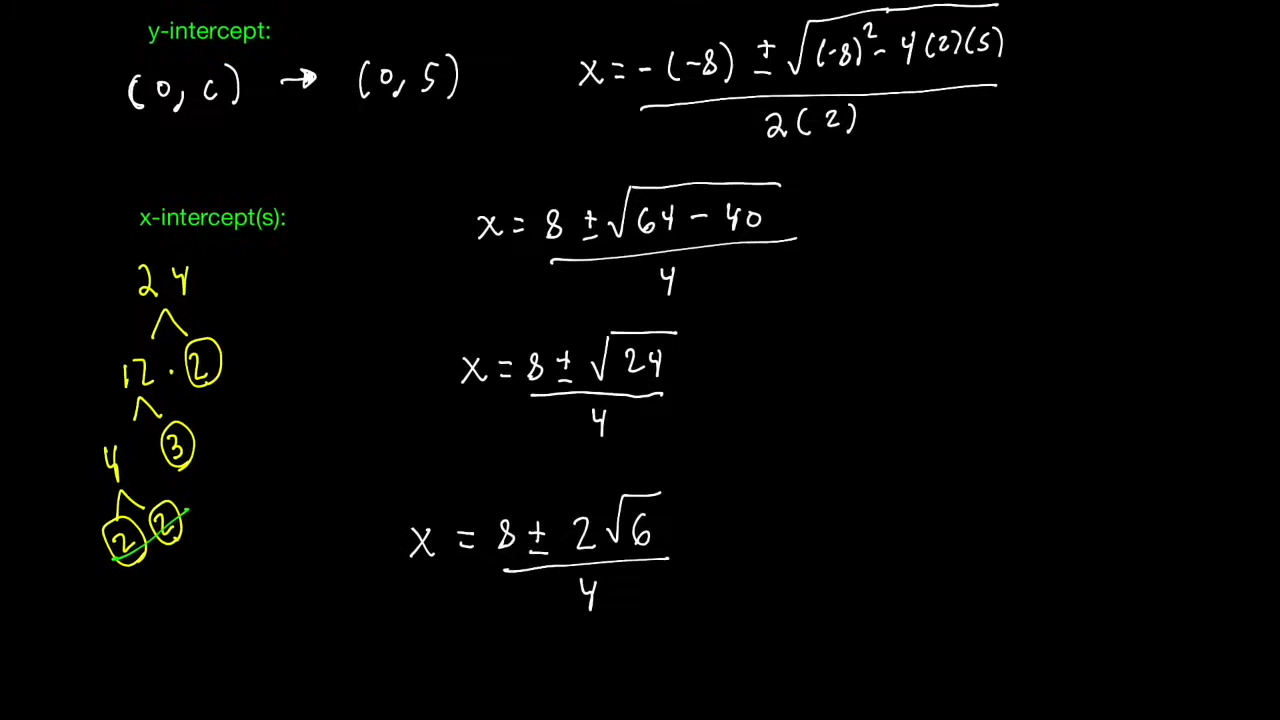 y-intercept:
(0, c) → (0, 5)
x = -(-8) ± √(-8)² - 4(2)(5)
2(2)
x-intercept(s):
x = 8 ± √64 - 40
4
24
12 · 2
4 3
2 2
x = 8 ± √24
4
x = 8 ± 2√6
4